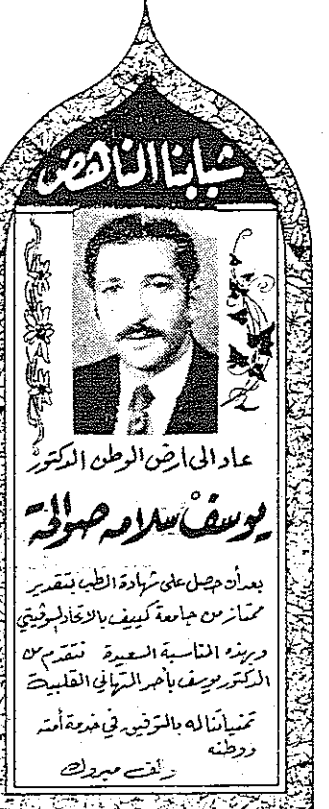 شبابنا الناهض
عاد الى ارض الوطن الدكتور
يوسف سلامه صوالحة
بعد أن حصل على شهادة الطب بتقدير
ممتاز من جامعة كييف بالاتحاد السوفيتي
وبهذه المناسبة السعيدة نتقدم من
الدكتور يوسف بأحر التهاني القلبية
تمنياتنا له بالتوفيق في خدمة أمته
ووطنه
والف مبروك